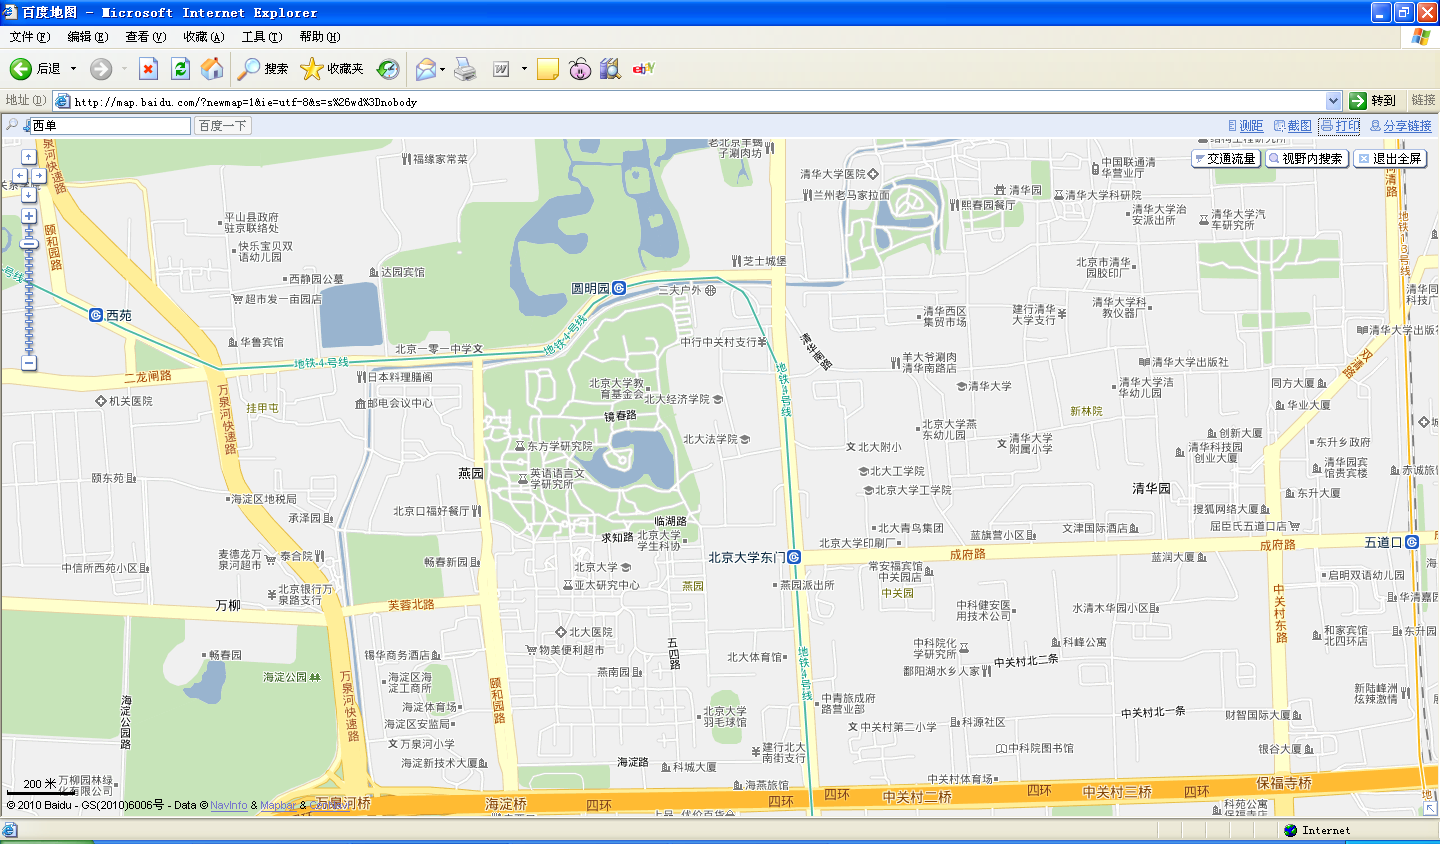 百度地图 - Microsoft Internet Explorer
文件(F) 编辑(E) 查看(V) 收藏(A) 工具(T) 帮助(H)
后退 搜索 收藏夹
地址(D) http://map.baidu.com/?newmap=1&ie=utf-8&s=s%26wd%3Dnobody 转到 链接
西单 百度一下 测距 截图 打印 分享链接
交通流量 视野内搜索 退出全屏
万泉河快速路
福缘家常菜
老北京羊蝎
子涮肉坊
清华大学医院
兰州老马家拉面
熙春园餐厅
清华园
清华大学科研院
中国联通清
华营业厅
清华大学治
安派出所
清华大学汽
车研究所
荷清路
地铁13号线
颐和园路
平山县政府
驻京联络处
快乐宝贝双
语幼儿园
西静园公墓
达园宾馆
超市发一亩园店
芝士城堡
圆明园
二夫户外
北京市清华
园胶印厂
西苑
华鲁宾馆
北京一零一中学
地铁4号线
地铁4号线
中行中关村支行
清华南路
清华西区
集贸市场
建行清华
大学支行
清华大学科
教仪器厂
清华大学出版社
双清路
二龙闸路
机关医院
万泉河快速路
挂甲屯
日本料理膳阁
邮电会议中心
北京大学教
育基金会
北大经济学院
镜春路
地铁4号线
羊大爷涮肉
清华南路店
清华大学
清华大学出版社
清华大学洁
华幼儿园
同方大厦
华业大厦
新林院
北大法学院
东方学研究院
英语语言文
学研究所
燕园
北京大学燕
东幼儿园
北大附小
清华大学
附属小学
创新大厦
清华科技园
创业大厦
东升乡政府
清华园宾
馆贵宾楼
颐东苑
海淀区地税局
承泽园
北京口福好餐厅
北大工学院
北京大学工学院
清华园
东升大厦
搜狐网络大厦
屈臣氏五道口店
临湖路
求知路
北京大学
学生科协
北大青鸟集团
北京大学印刷厂
蓝旗营小区
文津国际酒店
北京大学东门
成府路
成府路
五道口
麦德龙万
泉河超市
泰合院
中信所西苑小区
畅春新园
北京大学
亚太研究中心
燕园
燕园派出所
常安福宾馆
中关园店
中关园
蓝润大厦
启明双语幼儿园
北京银行万
泉路支行
万柳
芙蓉北路
中科健安医
用技术公司
水清木华园小区
中关村东路
华清嘉园
和家宾馆
北四环店
东升园
北大医院
物美便利超市
五四路
中科院化
学研究所
科峰公寓
鄱阳湖水乡人家
中关村北二条
畅春园
海淀公园
锡华商务酒店
海淀区海
淀工商所
海淀体育场
海淀区安监局
燕南园
北大体育馆
地铁4号线
海淀公园路
万泉河快速路
颐和园路
北京大学
羽毛球馆
中青旅成府
路营业部
中关村第二小学
科源社区
中关村北一条
财智国际大厦
新陆峰洲
炫辣激情
万泉河小学
海淀新技术大厦
海淀路
科城大厦
建行北大
南街支行
中科院图书馆
银谷大厦
200 米
万柳园林绿
化有限公司
海燕旅馆
中关村体育场
保福寺桥
© 2010 Baidu - GS(2010)6006号 - Data © NavInfo & Mapbar &
万泉河桥
四环
海淀桥
四环
四环
四环
中关村二桥
四环
中关村三桥
四环
科苑公寓
保福寺店
Internet